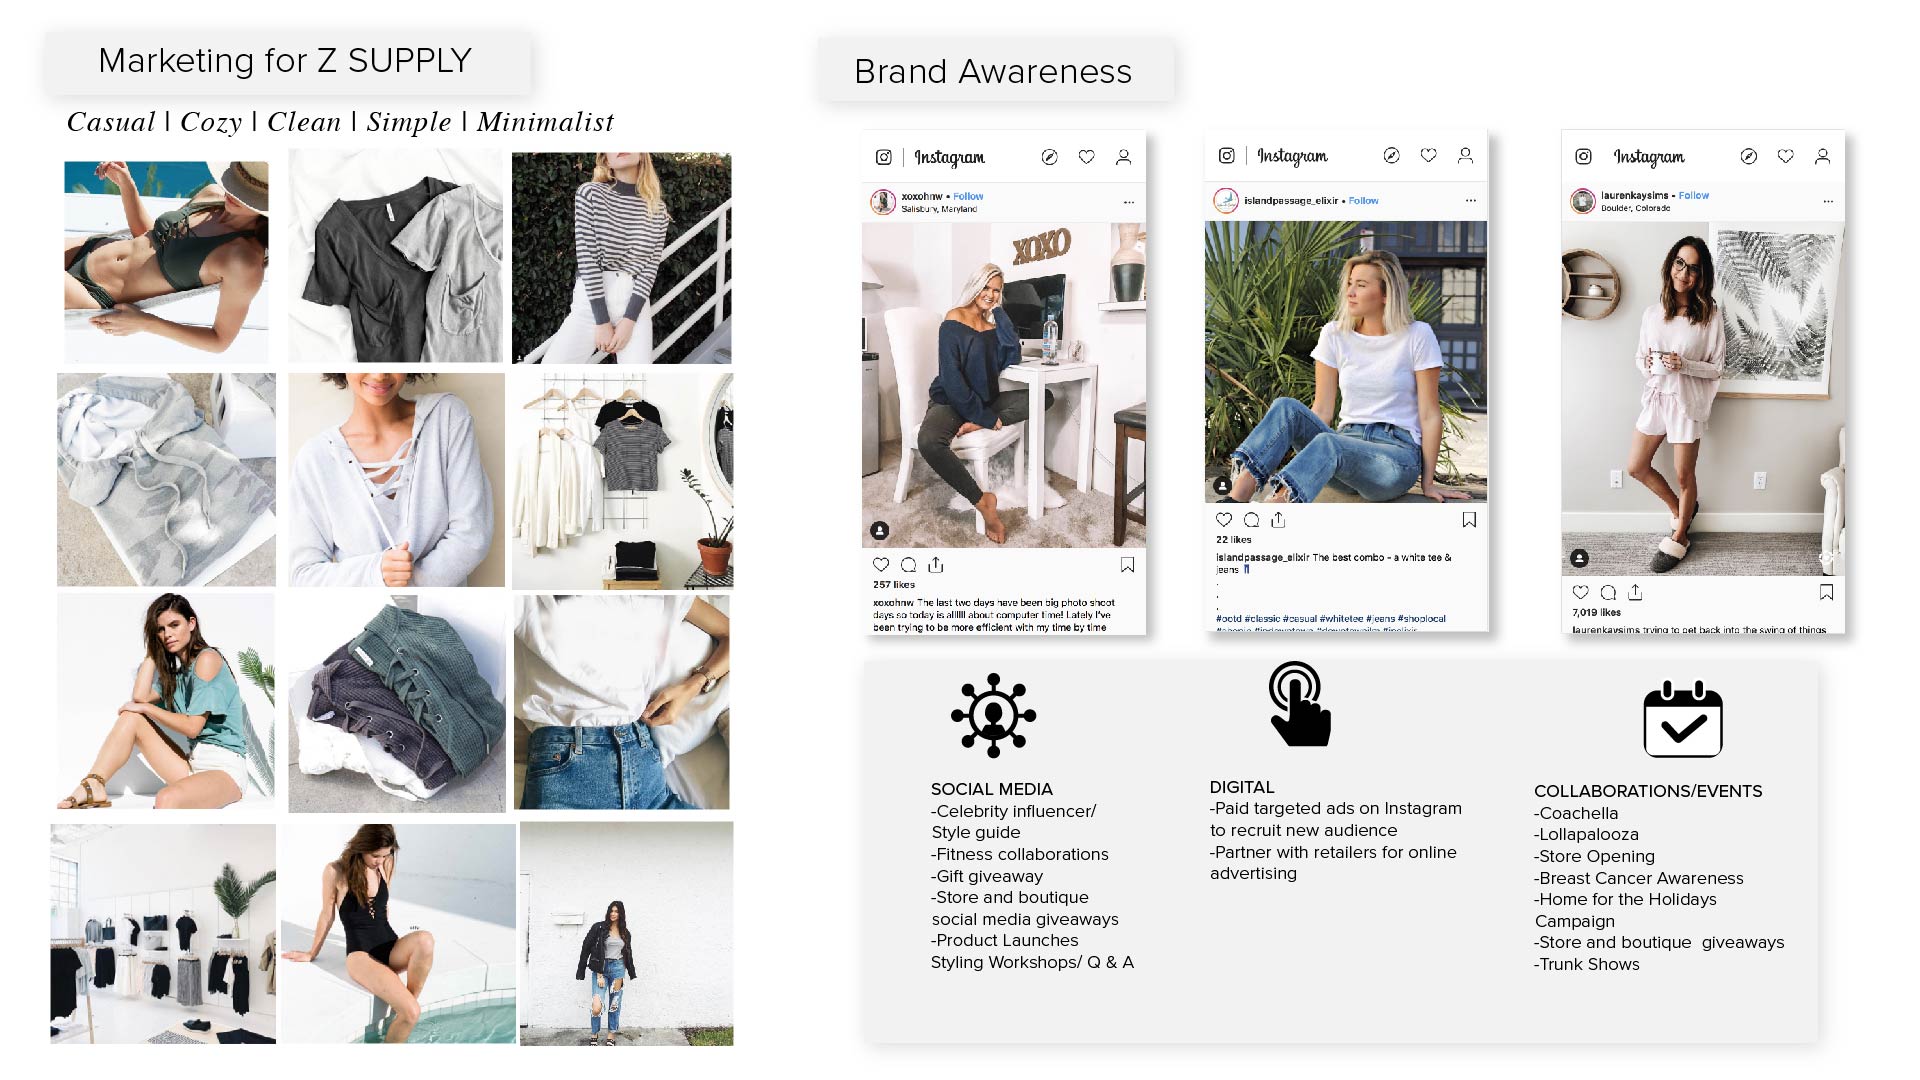 Marketing for Z SUPPLY
Casual | Cozy | Clean | Simple | Minimalist
Brand Awareness
Instagram
xoxohnw • Follow
Salisbury, Maryland
XOXO
257 likes
xoxohnw The last two days have been big photo shoot
days so today is allllll about computer time! Lately I've
been trying to be more efficient with my time by time
Instagram
islandpassage_elixir • Follow
22 likes
islandpassage_elixir The best combo - a white tee &
jeans
.
.
.
#ootd #classic #casual #whitetee #jeans #shoplocal
Instagram
laurenkaysims • Follow
Boulder, Colorado
7,019 likes
laurenkaysims trying to get back into the swing of things
SOCIAL MEDIA
-Celebrity influencer/
Style guide
-Fitness collaborations
-Gift giveaway
-Store and boutique
social media giveaways
-Product Launches
Styling Workshops/ Q & A
DIGITAL
-Paid targeted ads on Instagram
to recruit new audience
-Partner with retailers for online
advertising
COLLABORATIONS/EVENTS
-Coachella
-Lollapalooza
-Store Opening
-Breast Cancer Awareness
-Home for the Holidays
Campaign
-Store and boutique  giveaways
-Trunk Shows